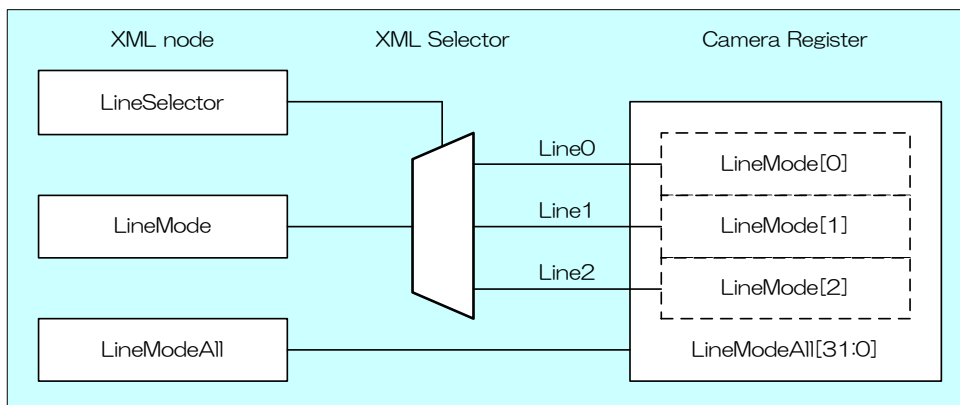 XML node
XML Selector
Camera Register
LineSelector
Line0
LineMode[0]
LineMode
Line1
LineMode[1]
Line2
LineMode[2]
LineModeAll
LineModeAll[31:0]